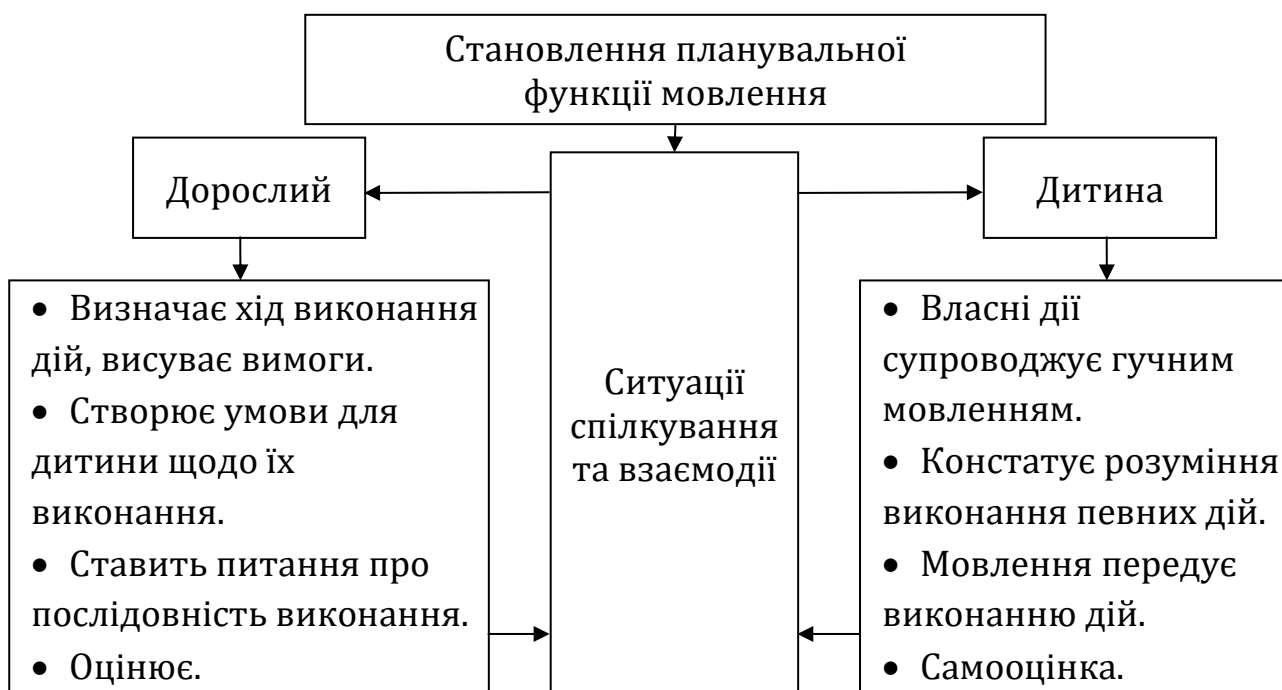 Становлення планувальної
функції мовлення
Дорослий
Дитина
• Визначає хід виконання
дій, висуває вимоги.
• Створює умови для
дитини щодо їх
виконання.
• Ставить питання про
послідовність виконання.
• Оцінює.
Ситуації
спілкування
та взаємодії
• Власні дії
супроводжує гучним
мовленням.
• Констатує розуміння
виконання певних дій.
• Мовлення передує
виконанню дій.
• Самооцінка.